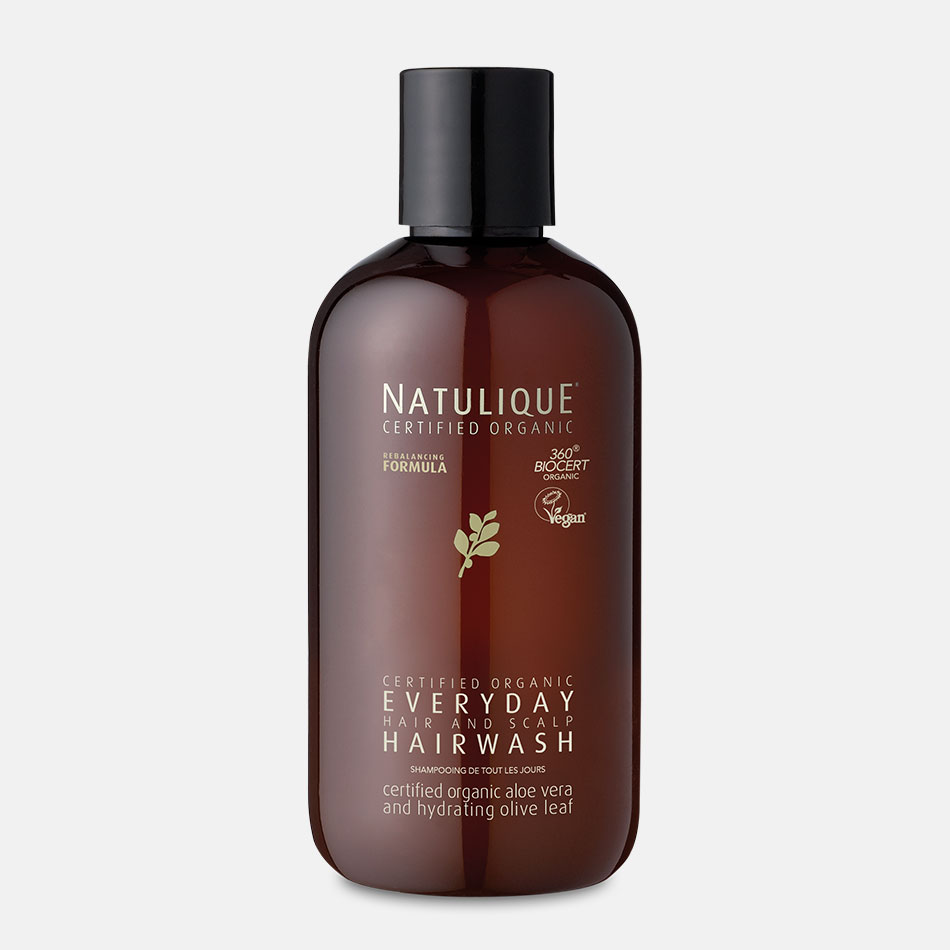 NATULIQUE®
CERTIFIED ORGANIC
REBALANCING
FORMULA
360®
BIOCERT
ORGANIC
Vegan
CERTIFIED ORGANIC
EVERYDAY
HAIR AND SCALP
HAIRWASH
SHAMPOOING DE TOUT LES JOURS
certified organic aloe vera
and hydrating olive leaf